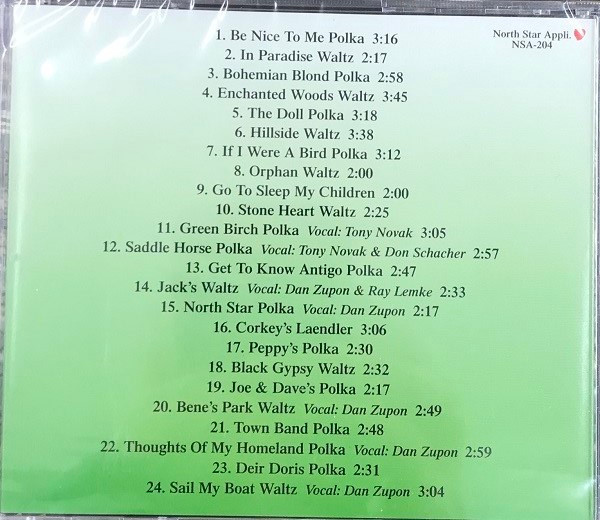 North Star Appli.
NSA-204
1. Be Nice To Me Polka 3:16
2. In Paradise Waltz 2:17
3. Bohemian Blond Polka 2:58
4. Enchanted Woods Waltz 3:45
5. The Doll Polka 3:18
6. Hillside Waltz 3:38
7. If I Were A Bird Polka 3:12
8. Orphan Waltz 2:00
9. Go To Sleep My Children 2:00
10. Stone Heart Waltz 2:25
11. Green Birch Polka Vocal: Tony Novak 3:05
12. Saddle Horse Polka Vocal: Tony Novak & Don Schacher 2:57
13. Get To Know Antigo Polka 2:47
14. Jack's Waltz Vocal: Dan Zupon & Ray Lemke 2:33
15. North Star Polka Vocal: Dan Zupon 2:17
16. Corkey's Laendler 3:06
17. Peppy's Polka 2:30
18. Black Gypsy Waltz 2:32
19. Joe & Dave's Polka 2:17
20. Bene's Park Waltz Vocal: Dan Zupon 2:49
21. Town Band Polka 2:48
22. Thoughts Of My Homeland Polka Vocal: Dan Zupon 2:59
23. Deir Doris Polka 2:31
24. Sail My Boat Waltz Vocal: Dan Zupon 3:04